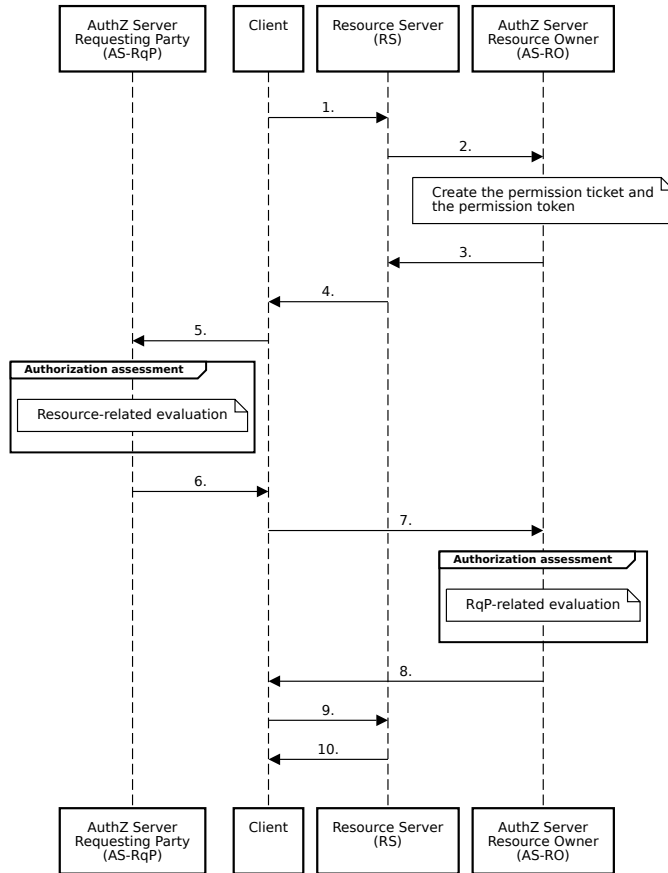 AuthZ Server
Requesting Party
(AS-RqP)
Client
Resource Server
(RS)
AuthZ Server
Resource Owner
(AS-RO)
1.
2.
Create the permission ticket and
the permission token
3.
4.
5.
Authorization assessment
Resource-related evaluation
6.
7.
Authorization assessment
RqP-related evaluation
8.
9.
10.
AuthZ Server
Requesting Party
(AS-RqP)
Client
Resource Server
(RS)
AuthZ Server
Resource Owner
(AS-RO)